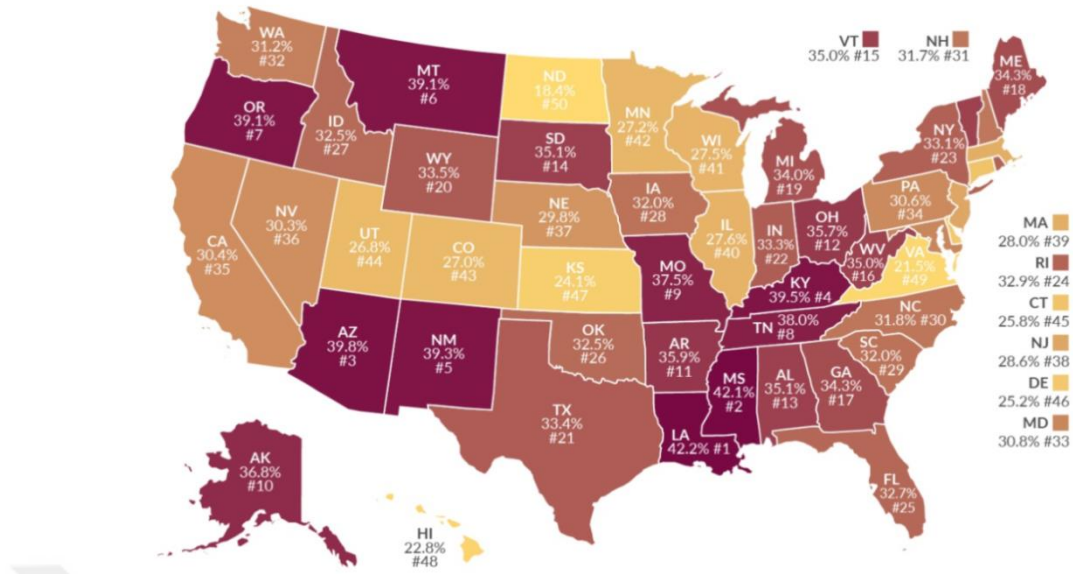 WA
31.2%
#32
MT
39.1%
#6
ND
18.4%
#50
VT
35.0% #15
NH
31.7% #31
ME
34.3%
#18
OR
39.1%
#7
ID
32.5%
#27
MN
27.2%
#42
WI
27.5%
#41
SD
35.1%
#14
WY
33.5%
#20
MI
34.0%
#19
NY
33.1%
#23
IA
32.0%
#28
NE
29.8%
#37
PA
30.6%
#34
NV
30.3%
#36
UT
26.8%
#44
CO
27.0%
#43
IL
27.6%
#40
IN
33.3%
#22
OH
35.7%
#12
CA
30.4%
#35
KS
24.1%
#47
MO
37.5%
#9
WV
35.0%
#16
VA
21.5%
#49
KY
39.5% #4
MA
28.0% #39
RI
32.9% #24
CT
25.8% #45
NJ
28.6% #38
DE
25.2% #46
MD
30.8% #33
NC
31.8% #30
TN 38.0%
#8
AZ
39.8%
#3
NM
39.3%
#5
OK
32.5%
#26
AR
35.9%
#11
SC
32.0%
#29
MS
42.1%
#2
AL
35.1%
#13
GA
34.3%
#17
TX
33.4%
#21
LA
42.2% #1
AK
36.8%
#10
FL
32.7%
#25
HI
22.8%
#48